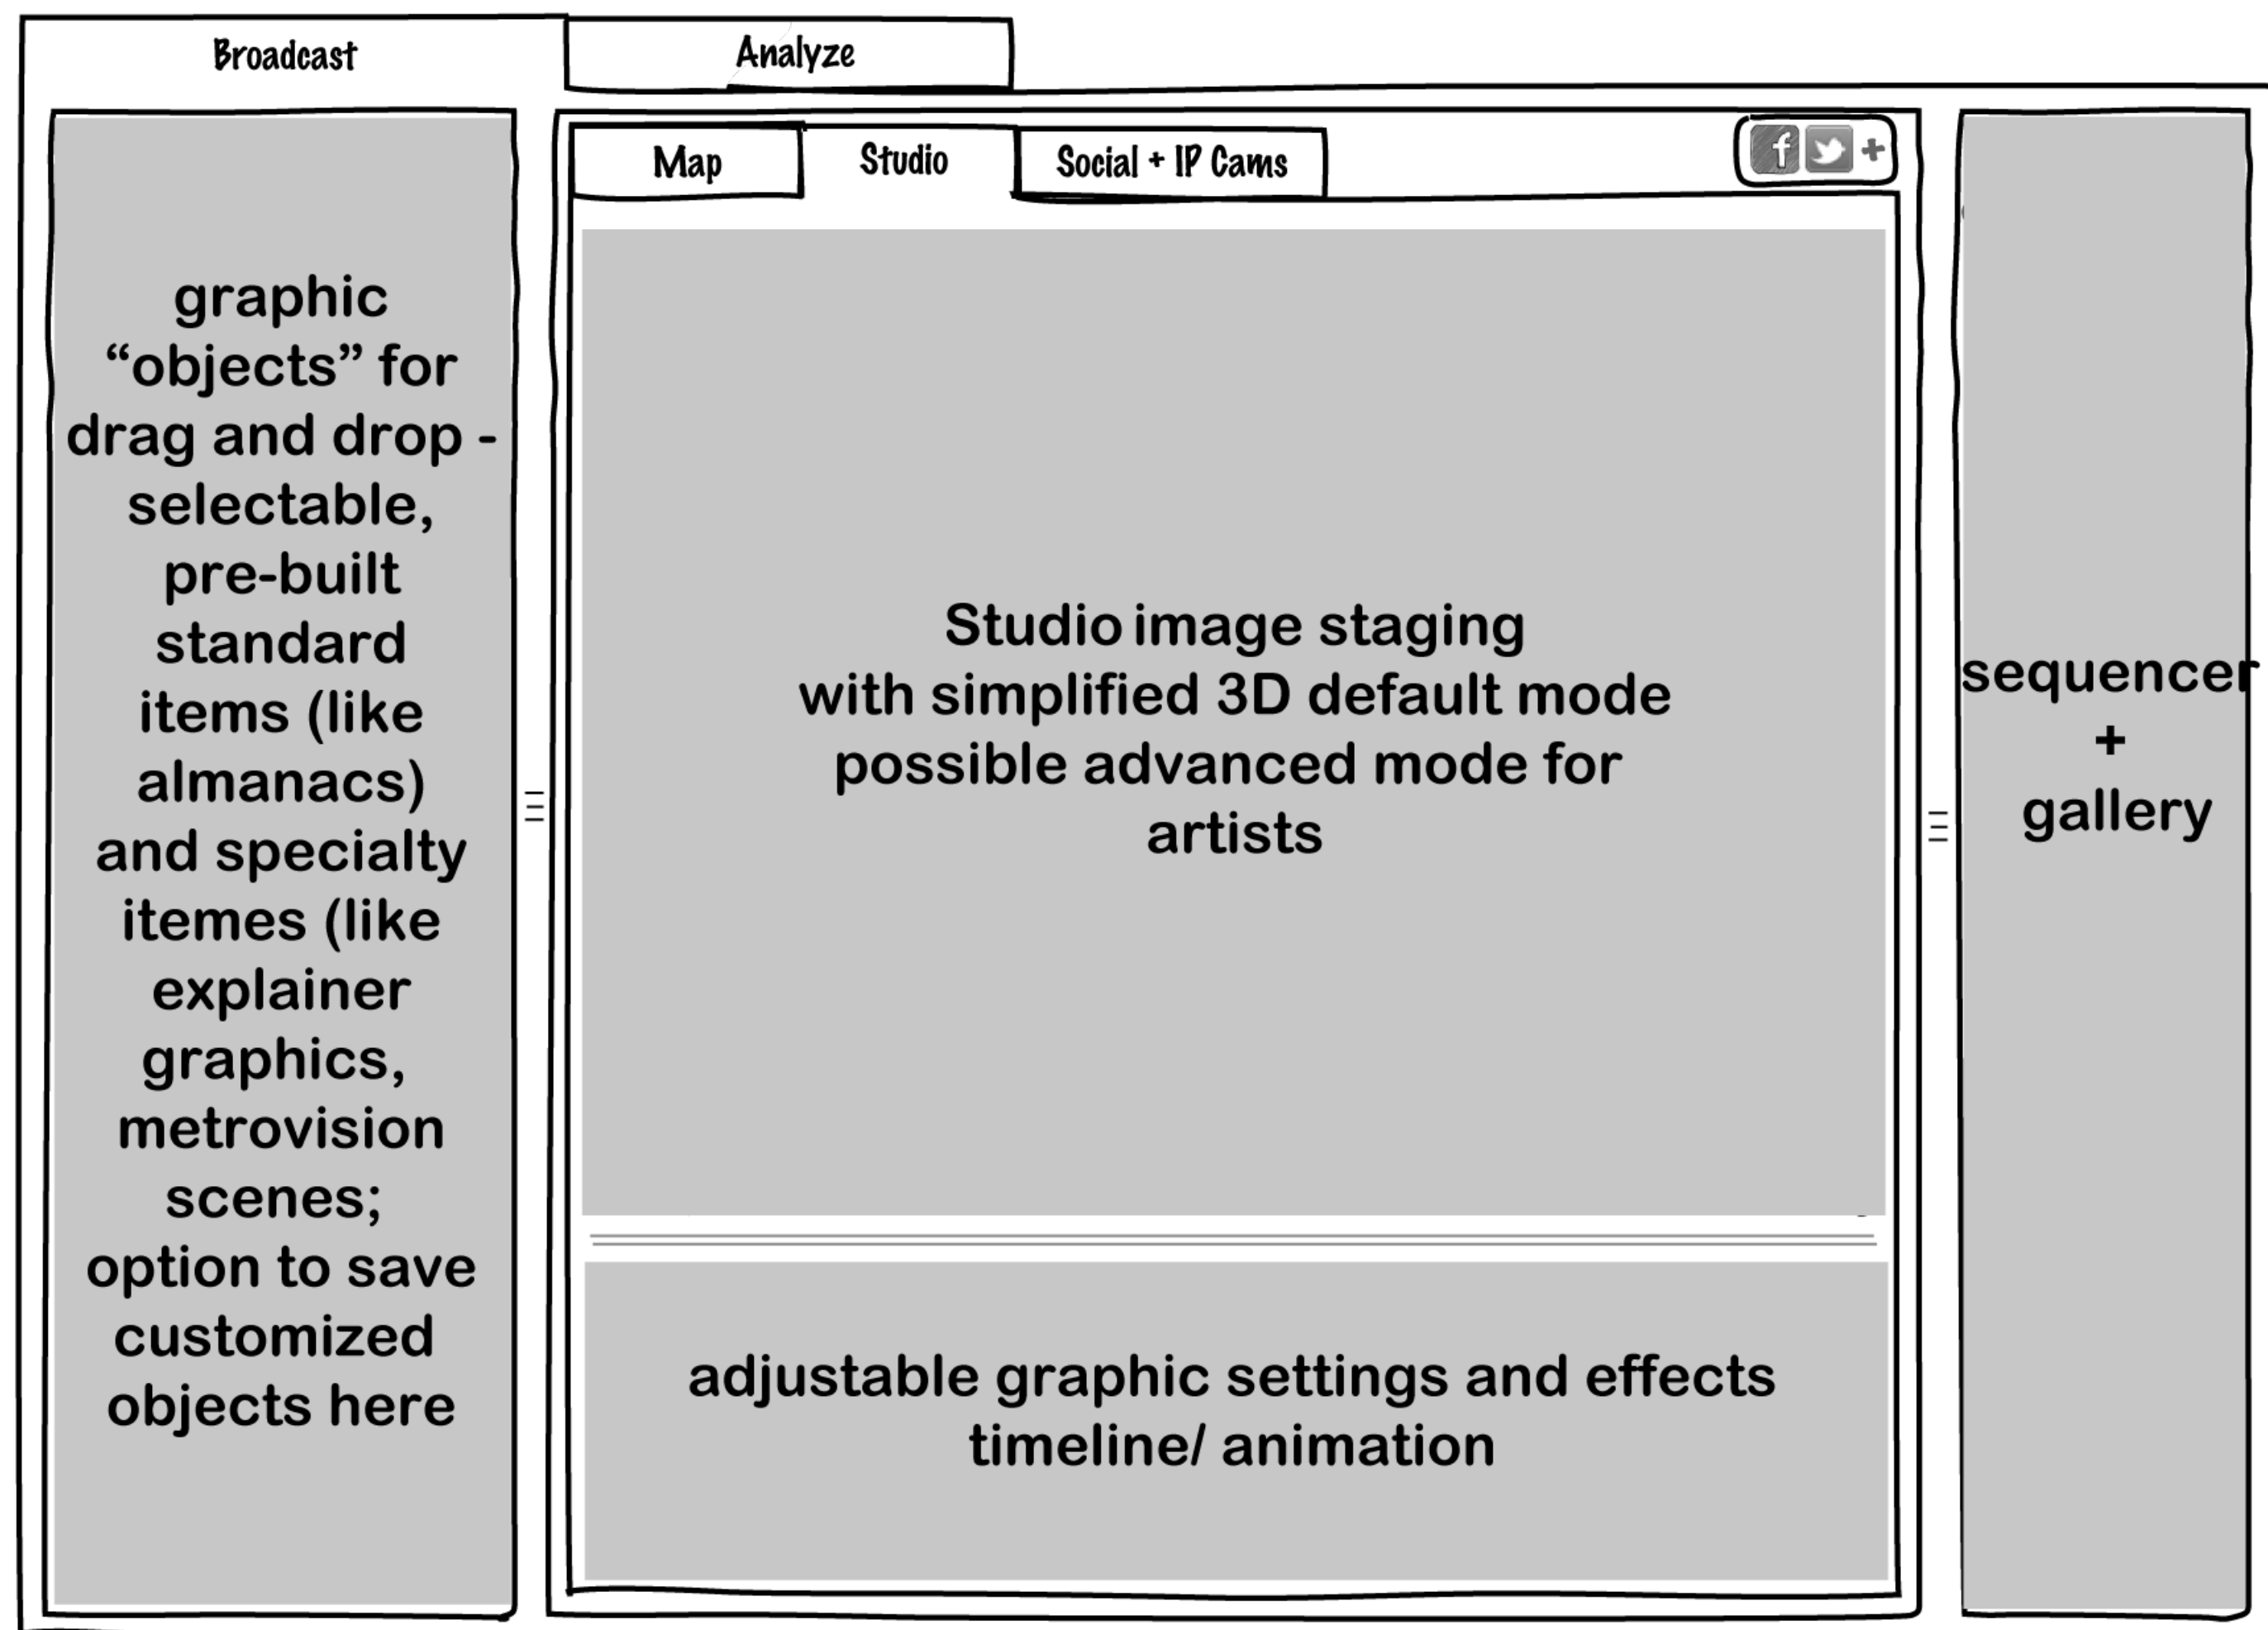 Broadcast
Analyze
Map
Studio
Social + IP Cams
f
+
graphic
“objects” for
drag and drop -
selectable,
pre-built
standard
items (like
almanacs)
and specialty
itemes (like
explainer
graphics,
metrovision
scenes;
option to save
customized
objects here
Studio image staging
with simplified 3D default mode
possible advanced mode for
artists
adjustable graphic settings and effects
timeline/ animation
sequencer
+
gallery